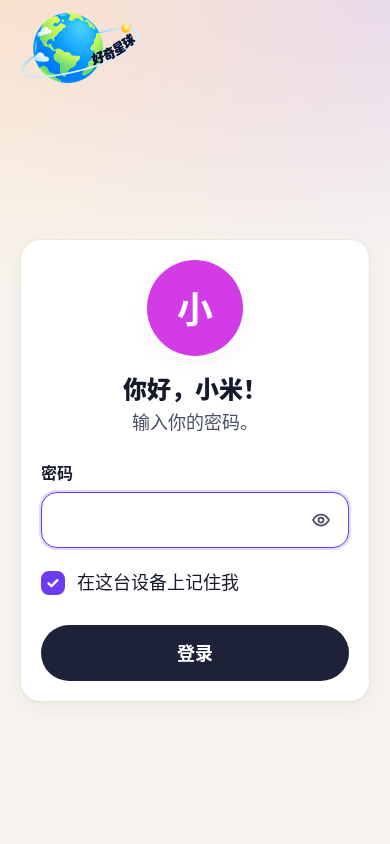 好奇星球
小
你好，小米！
输入你的密码。
密码
在这台设备上记住我
登录